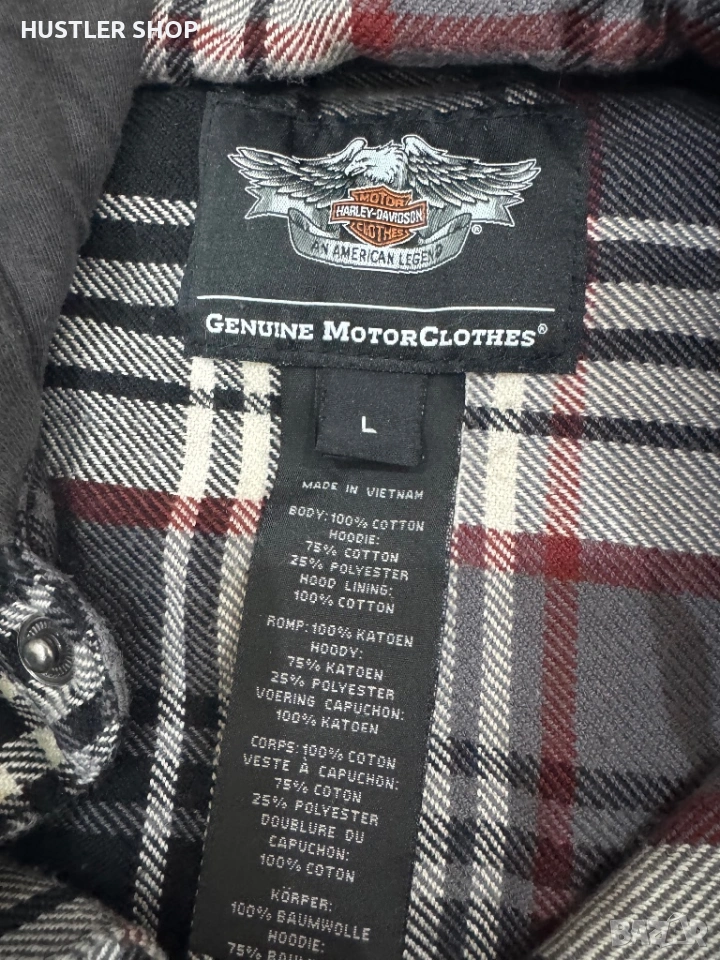 HUSTLER SHOP
MOTOR
HARLEY-DAVIDSON
CLOTHES
®
AN AMERICAN LEGEND
GENUINE MOTORCLOTHES®
L
MADE IN VIETNAM
BODY: 100% COTTON
HOODIE:
75% COTTON
25% POLYESTER
HOOD LINING:
100% COTTON
ROMP: 100% KATOEN
HOODY:
75% KATOEN
25% POLYESTER
VOERING CAPUCHON:
100% KATOEN
CORPS: 100% COTON
VESTE À CAPUCHON:
75% COTON
25% POLYESTER
DOUBLURE DU
CAPUCHON:
100% COTON
KÖRPER:
100% BAUMWOLLE
HOODIE: